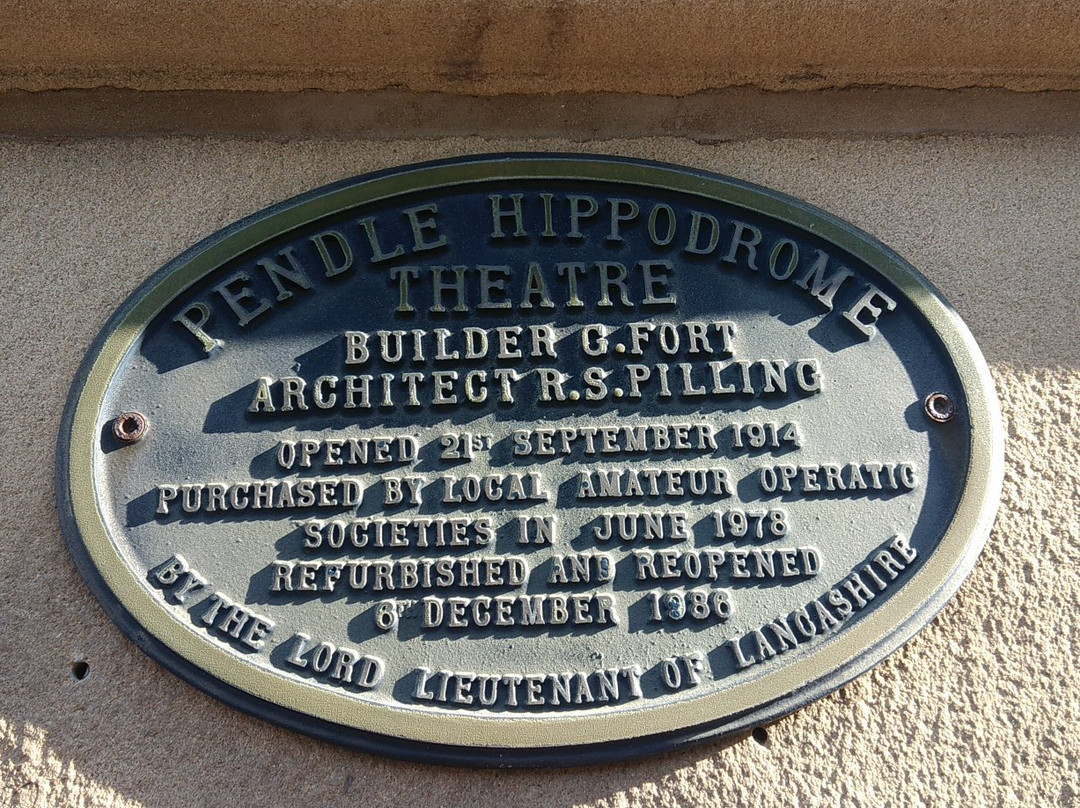 PENDLE HIPPODROME
THEATRE
BUILDER G.FORT
ARCHITECT R.S.PILLING
OPENED 21ST SEPTEMBER 1914
PURCHASED BY LOCAL AMATEUR OPERATIC
SOCIETIES IN JUNE 1978
REFURBISHED AND REOPENED
6TH DECEMBER 1986
BY THE LORD LIEUTENANT OF LANCASHIRE